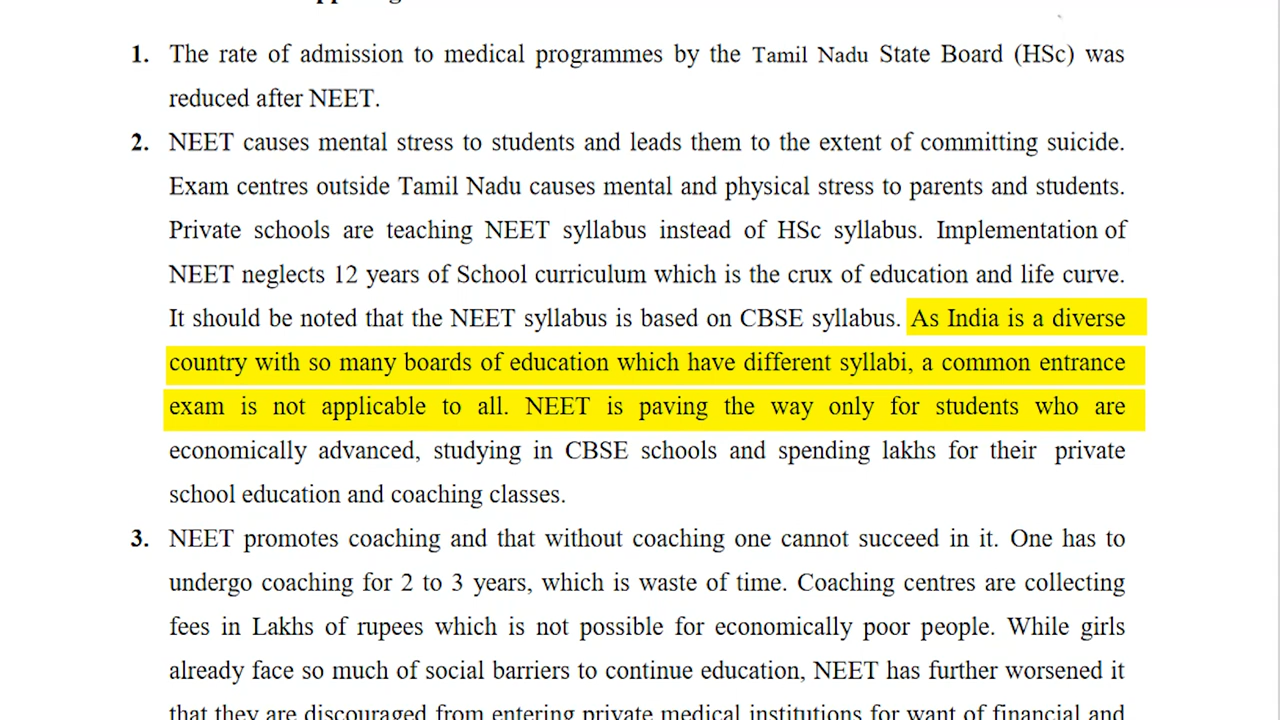 1. The rate of admission to medical programmes by the Tamil Nadu State Board (HSc) was
reduced after NEET.
2. NEET causes mental stress to students and leads them to the extent of committing suicide.
Exam centres outside Tamil Nadu causes mental and physical stress to parents and students.
Private schools are teaching NEET syllabus instead of HSc syllabus. Implementation of
NEET neglects 12 years of School curriculum which is the crux of education and life curve.
It should be noted that the NEET syllabus is based on CBSE syllabus. As India is a diverse
country with so many boards of education which have different syllabi, a common entrance
exam is not applicable to all. NEET is paving the way only for students who are
economically advanced, studying in CBSE schools and spending lakhs for their private
school education and coaching classes.
3. NEET promotes coaching and that without coaching one cannot succeed in it. One has to
undergo coaching for 2 to 3 years, which is waste of time. Coaching centres are collecting
fees in Lakhs of rupees which is not possible for economically poor people. While girls
already face so much of social barriers to continue education, NEET has further worsened it
that they are discouraged from entering private medical institutions for want of financial and